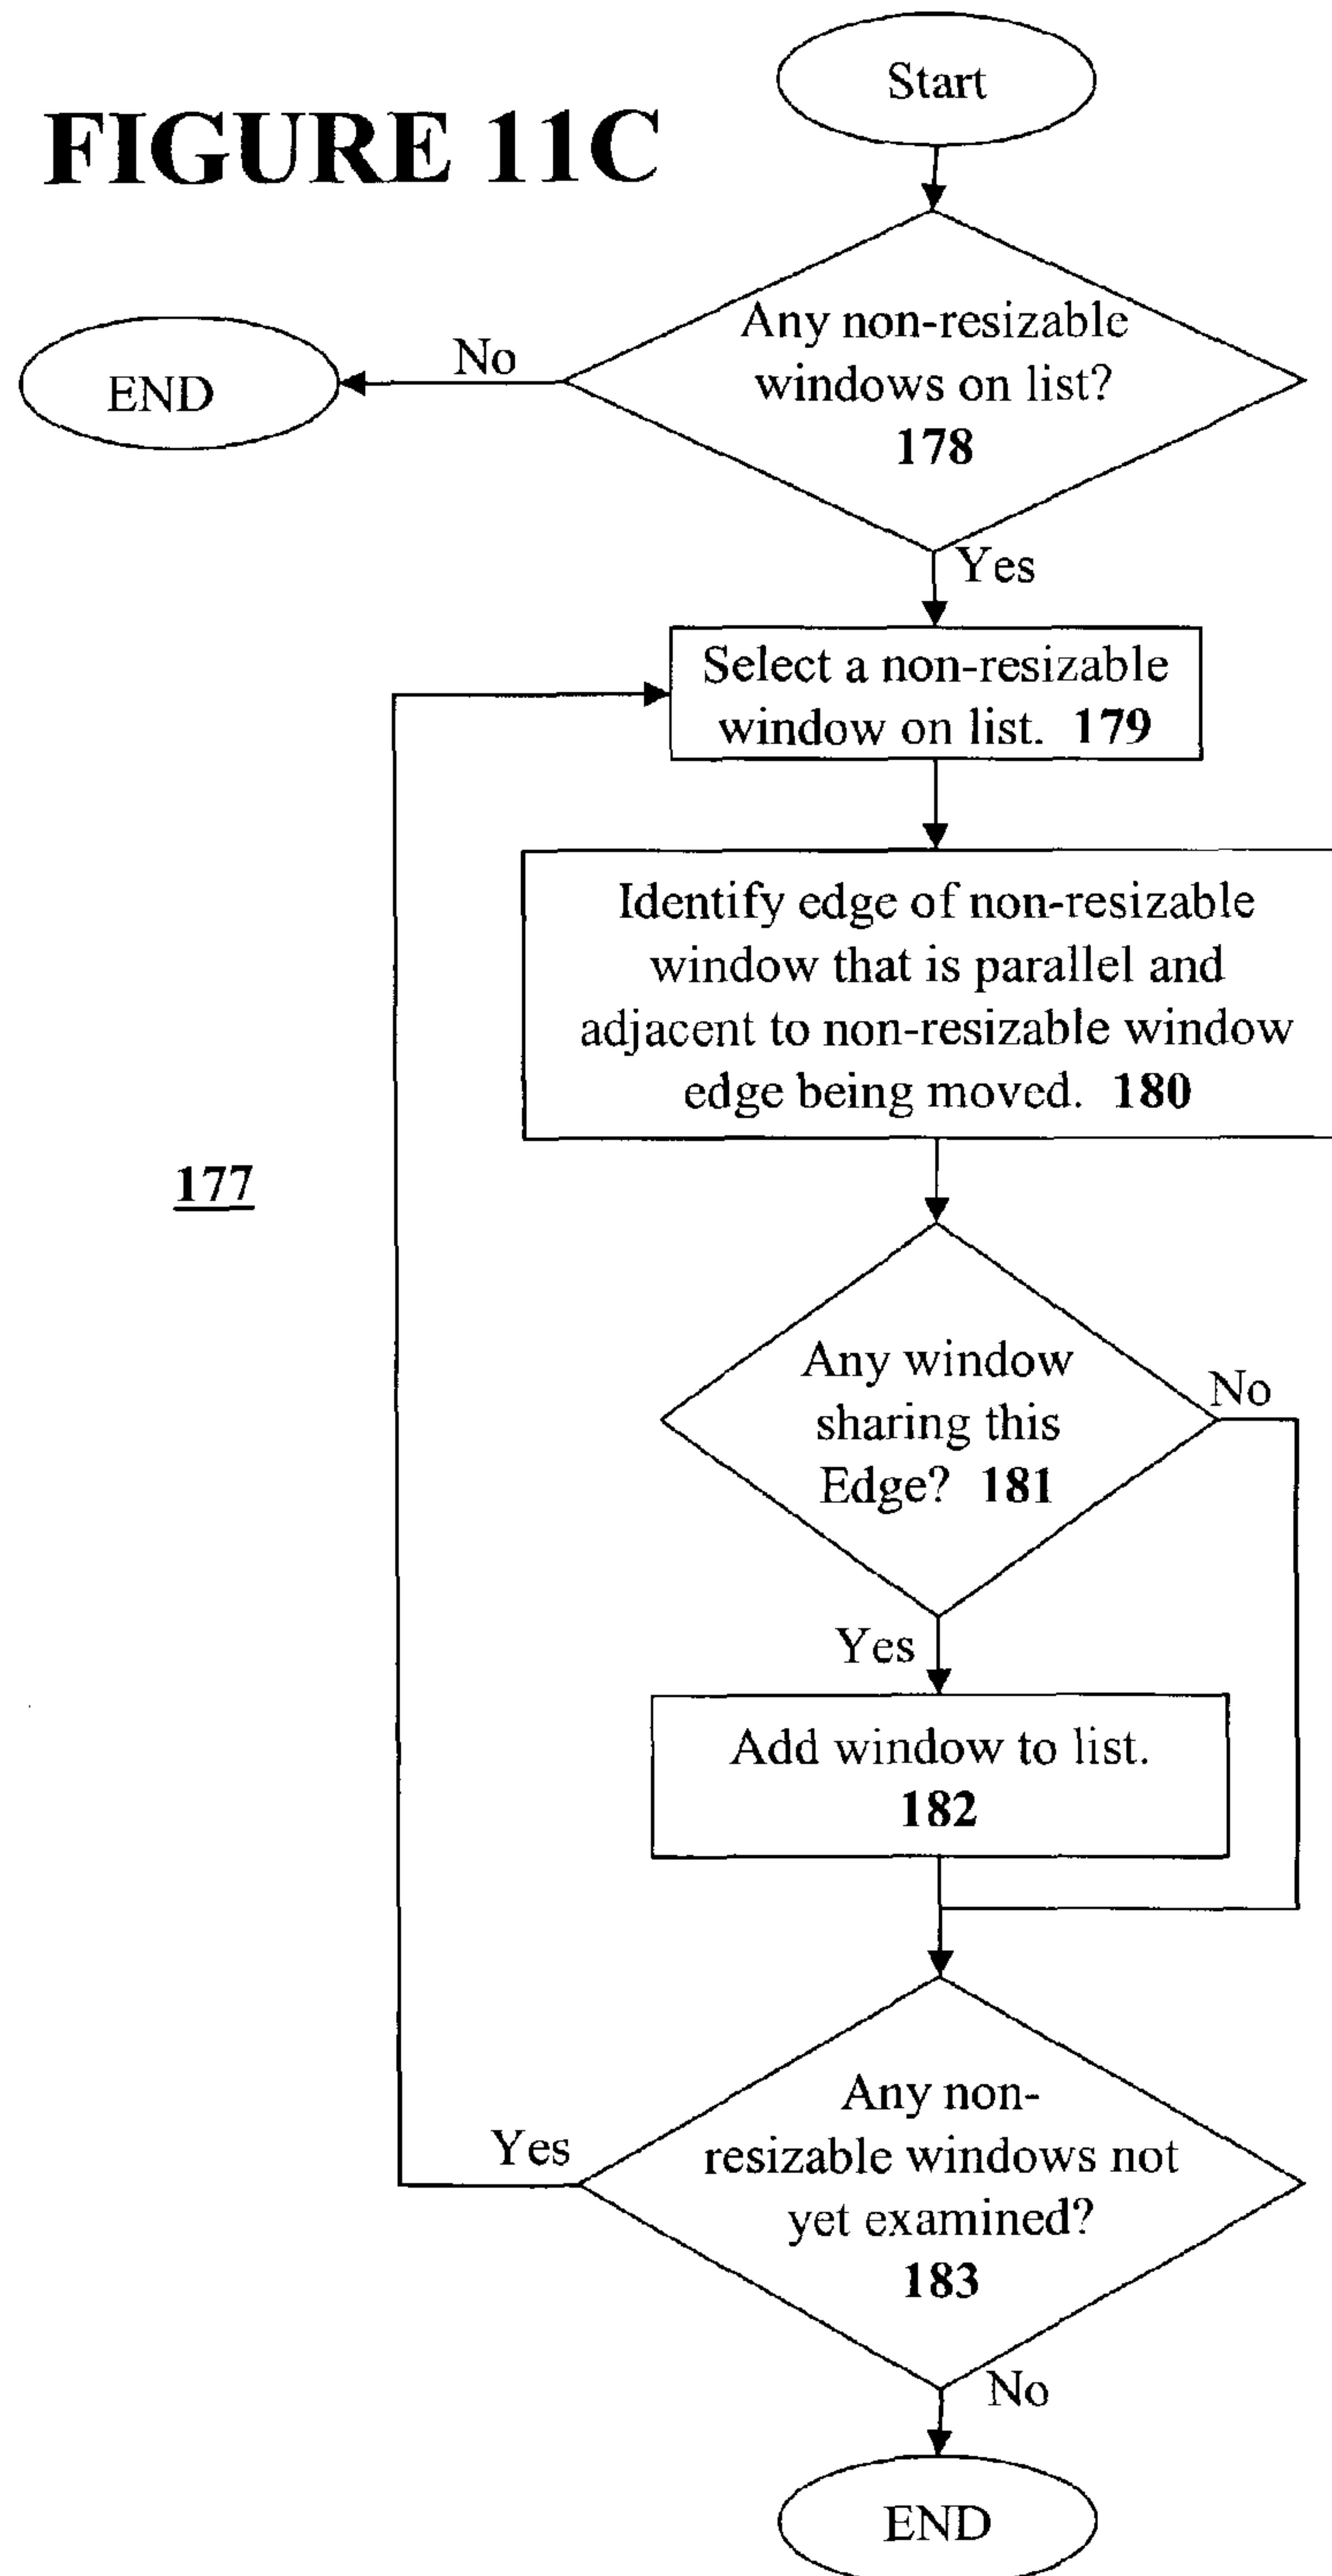 FIGURE 11C
Start
Any non-resizable
windows on list?
178
No
END
Yes
Select a non-resizable
window on list. 179
Identify edge of non-resizable
window that is parallel and
adjacent to non-resizable window
edge being moved. 180
177
Any window
sharing this
Edge? 181
No
Yes
Add window to list.
182
Any non-
resizable windows not
yet examined?
183
Yes
No
END